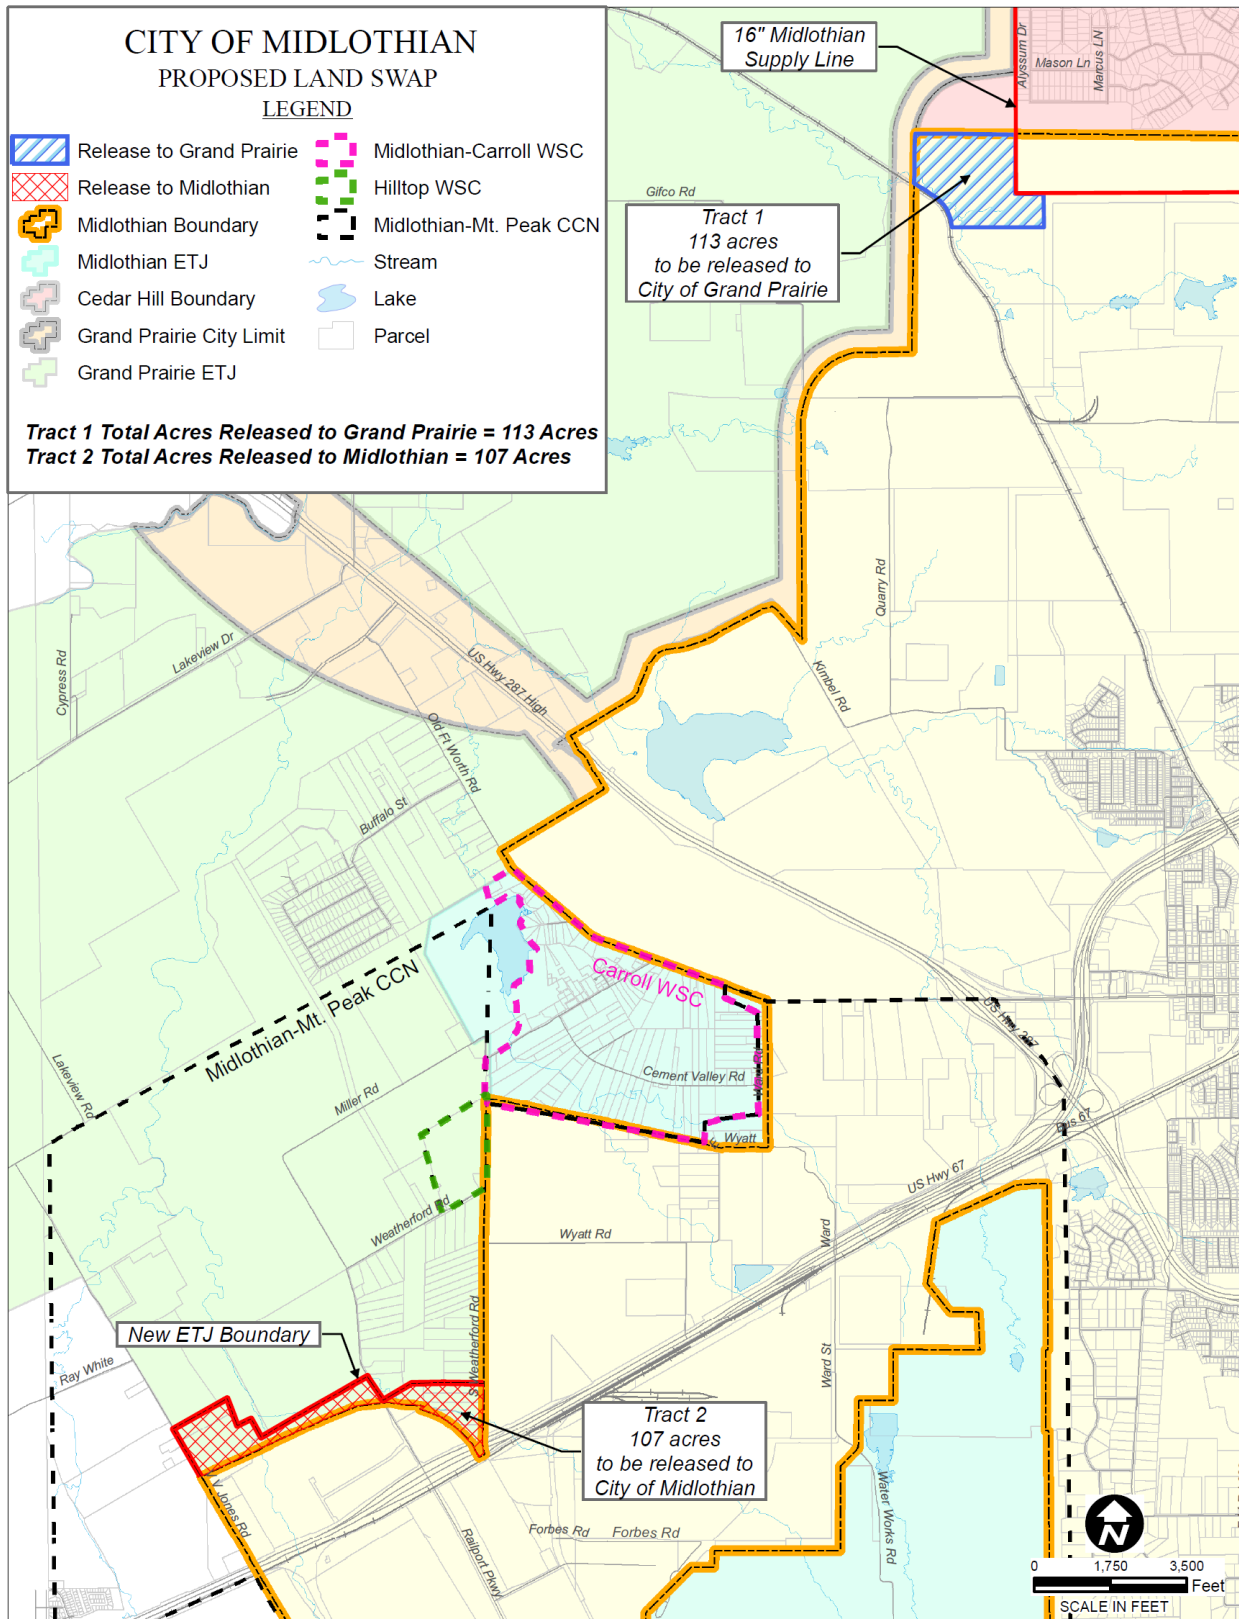 CITY OF MIDLOTHIAN
PROPOSED LAND SWAP
LEGEND
Release to Grand Prairie
Release to Midlothian
Midlothian Boundary
Midlothian ETJ
Cedar Hill Boundary
Grand Prairie City Limit
Grand Prairie ETJ
Midlothian-Carroll WSC
Hilltop WSC
Midlothian-Mt. Peak CCN
Stream
Lake
Parcel
Tract 1 Total Acres Released to Grand Prairie = 113 Acres
Tract 2 Total Acres Released to Midlothian = 107 Acres
16" Midlothian
Supply Line
Alyssum Dr
Mason Ln
Marcus LN
Gifco Rd
Tract 1
113 acres
to be released to
City of Grand Prairie
Quarry Rd
Kimbel Rd
Cypress Rd
Lakeview Dr
US Hwy 287 High
Old Ft Worth Rd
Buffalo St
Midlothian-Mt. Peak CCN
Carroll WSC
Cement Valley Rd
US Hwy 287
Lakeview Rd
Miller Rd
Wyatt
Bus 67
US Hwy 67
Weatherford Rd
Wyatt Rd
Ward
S Weatherford Rd
New ETJ Boundary
Ray White
Ward St
Tract 2
107 acres
to be released to
City of Midlothian
V V Jones Rd
Railport Pkwy
Forbes Rd
Forbes Rd
Water Works Rd
N
0 1,750 3,500
Feet
SCALE IN FEET